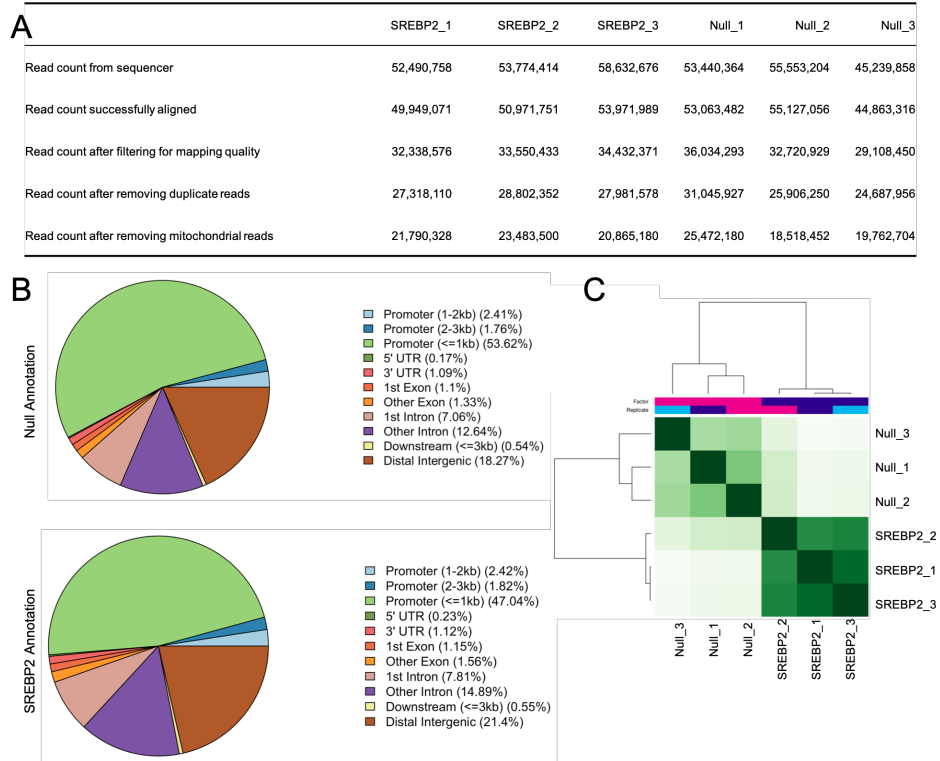 A
SREBP2_1 SREBP2_2 SREBP2_3 Null_1 Null_2 Null_3
Read count from sequencer 52,490,758 53,774,414 58,632,676 53,440,364 55,553,204 45,239,858
Read count successfully aligned 49,949,071 50,971,751 53,971,989 53,063,482 55,127,056 44,863,316
Read count after filtering for mapping quality 32,338,576 33,550,433 34,432,371 36,034,293 32,720,929 29,108,450
Read count after removing duplicate reads 27,318,110 28,802,352 27,981,578 31,045,927 25,906,250 24,687,956
Read count after removing mitochondrial reads 21,790,328 23,483,500 20,865,180 25,472,180 18,518,452 19,762,704
B
Null Annotation
Promoter (1-2kb) (2.41%)
Promoter (2-3kb) (1.76%)
Promoter (<=1kb) (53.62%)
5' UTR (0.17%)
3' UTR (1.09%)
1st Exon (1.1%)
Other Exon (1.33%)
1st Intron (7.06%)
Other Intron (12.64%)
Downstream (<=3kb) (0.54%)
Distal Intergenic (18.27%)
SREBP2 Annotation
Promoter (1-2kb) (2.42%)
Promoter (2-3kb) (1.82%)
Promoter (<=1kb) (47.04%)
5' UTR (0.23%)
3' UTR (1.12%)
1st Exon (1.15%)
Other Exon (1.56%)
1st Intron (7.81%)
Other Intron (14.89%)
Downstream (<=3kb) (0.55%)
Distal Intergenic (21.4%)
C
Factor
Replicate
Null_3
Null_1
Null_2
SREBP2_2
SREBP2_1
SREBP2_3
Null_3
Null_1
Null_2
SREBP2_2
SREBP2_1
SREBP2_3